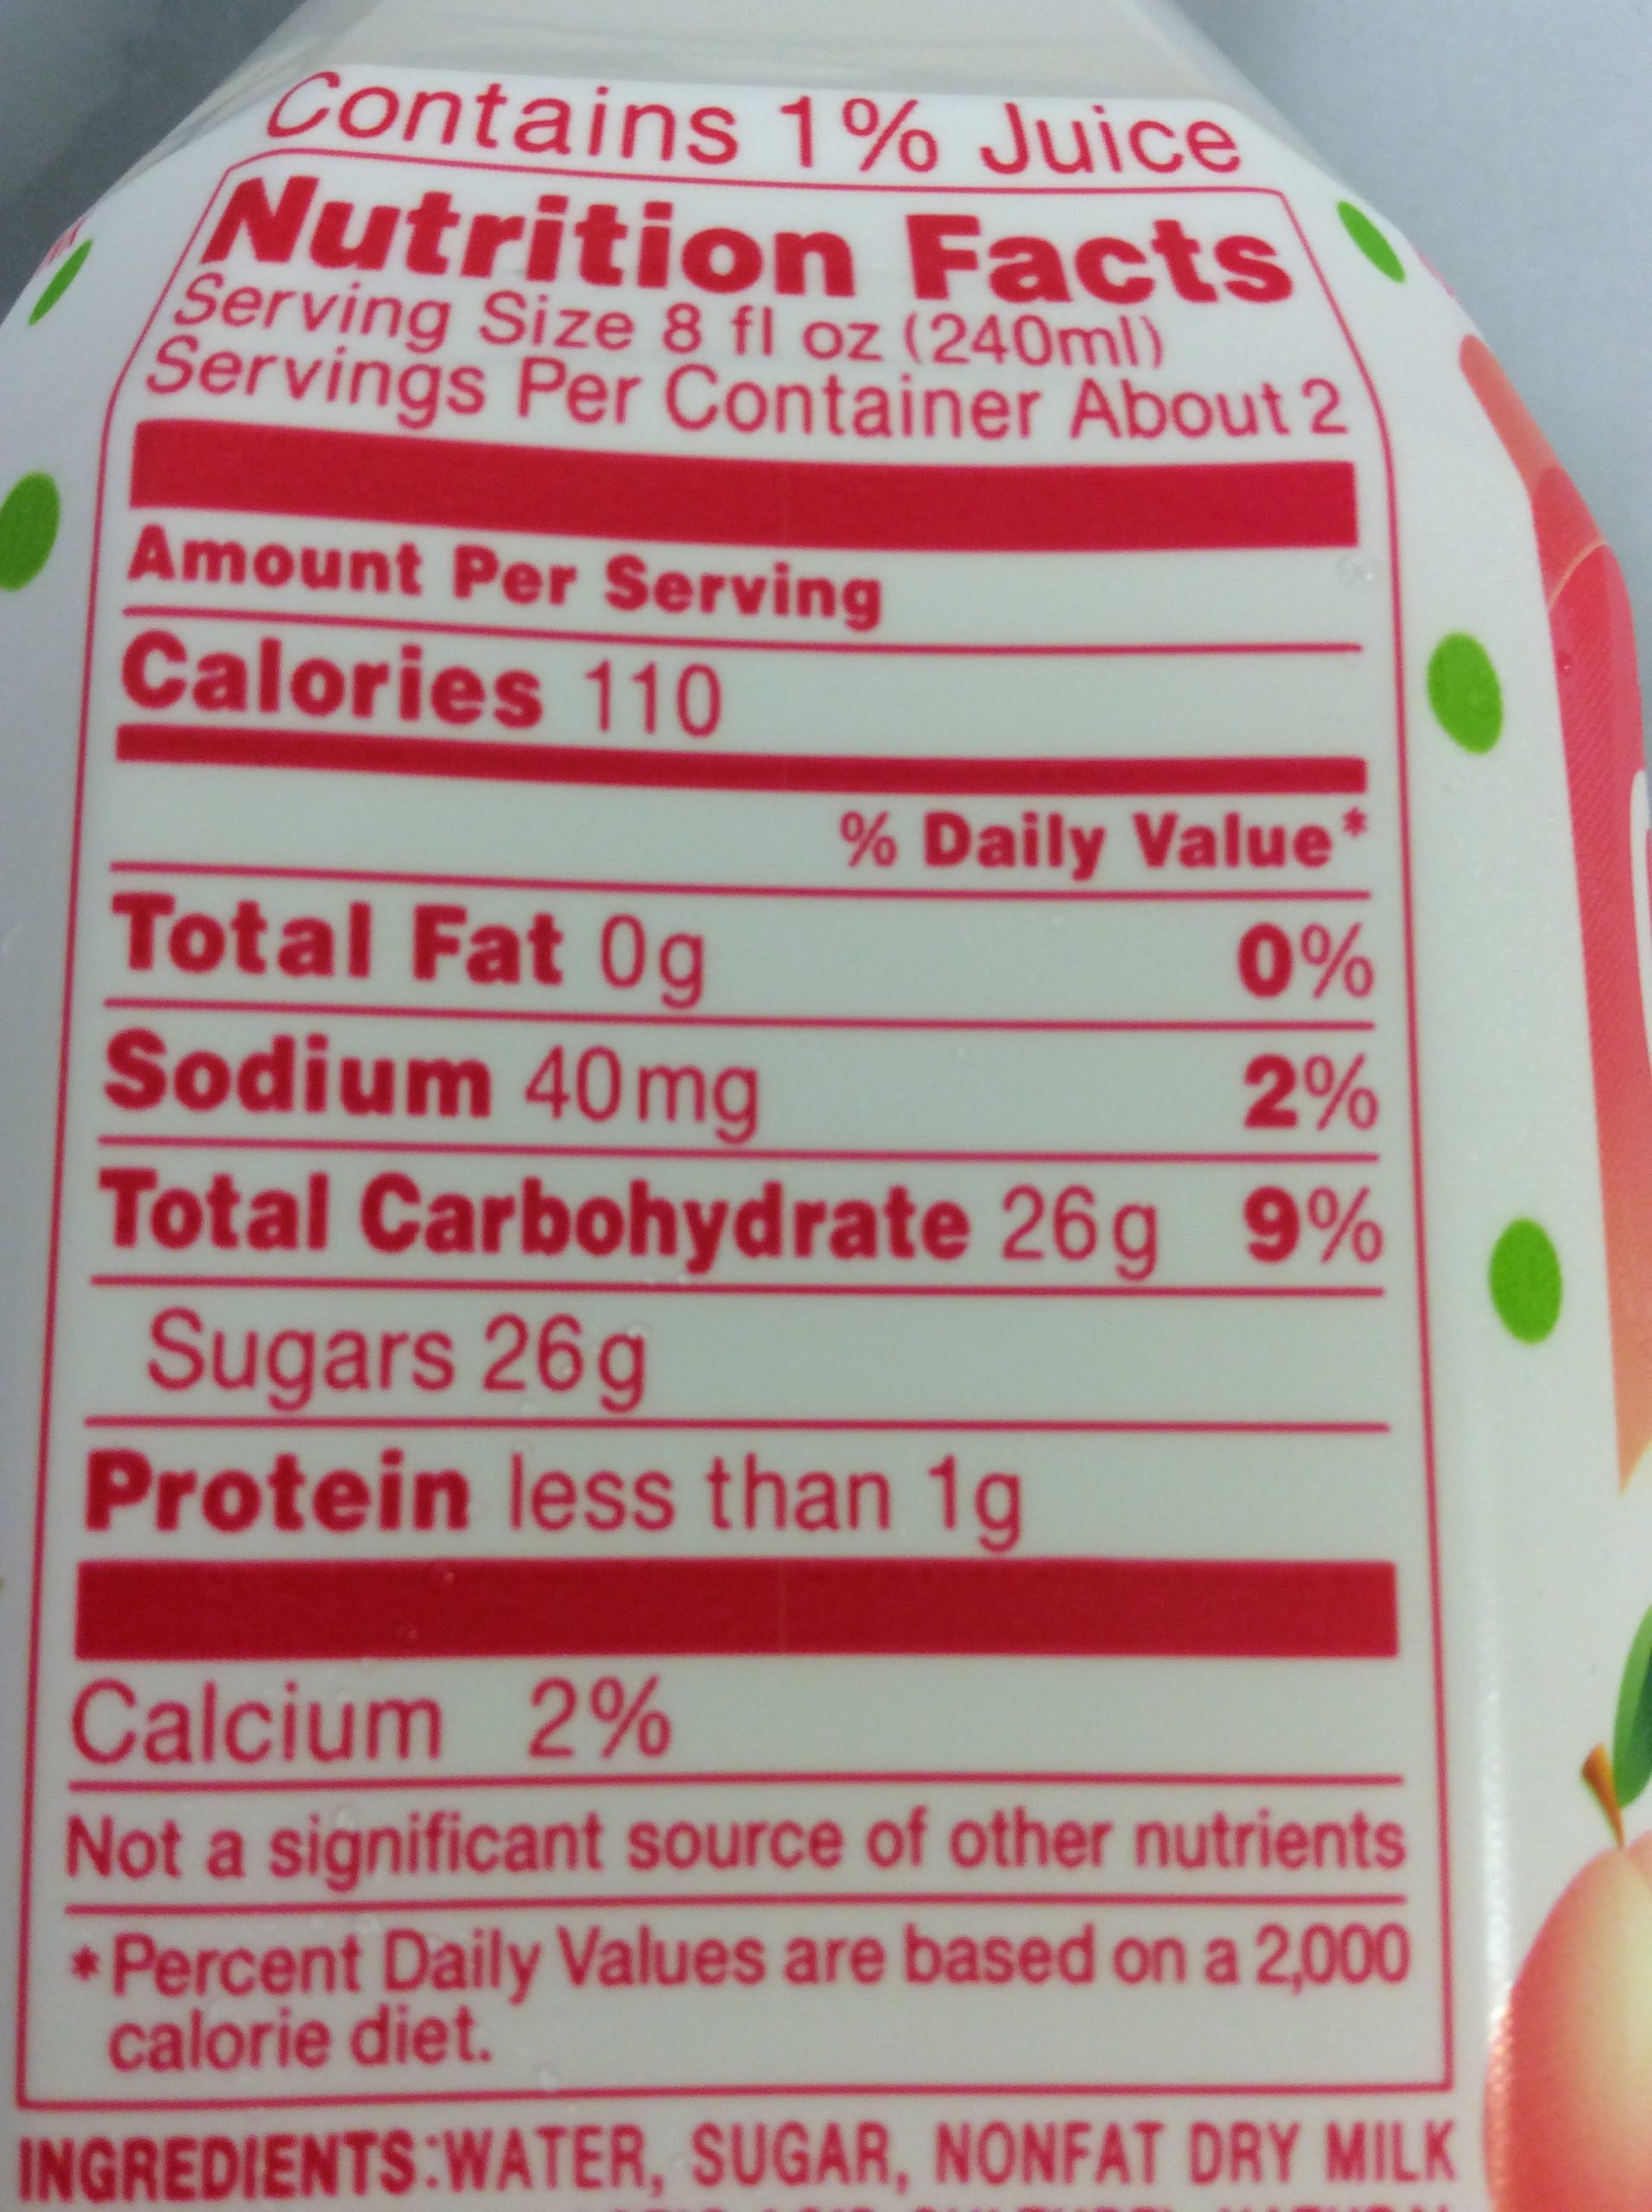 Contains 1% Juice
Nutrition Facts
Serving Size 8 fl oz (240ml)
Servings Per Container About 2
Amount Per Serving
Calories 110
% Daily Value*
Total Fat 0g 0%
Sodium 40mg 2%
Total Carbohydrate 26g 9%
Sugars 26g
Protein less than 1g
Calcium 2%
Not a significant source of other nutrients
*Percent Daily Values are based on a 2,000
calorie diet.
INGREDIENTS:WATER, SUGAR, NONFAT DRY MILK